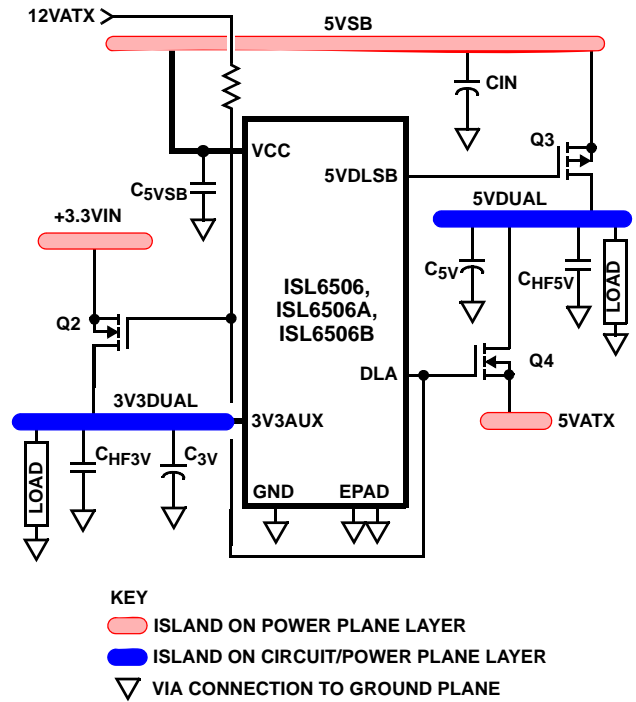 12VATX
5VSB
CIN
Q3
VCC
5VDLSB
C5VSB
5VDUAL
+3.3VIN
C5V
CHF5V
LOAD
ISL6506,
ISL6506A,
ISL6506B
Q2
Q4
DLA
3V3DUAL
3V3AUX
5VATX
CHF3V
C3V
LOAD
GND
EPAD
KEY
ISLAND ON POWER PLANE LAYER
ISLAND ON CIRCUIT/POWER PLANE LAYER
VIA CONNECTION TO GROUND PLANE